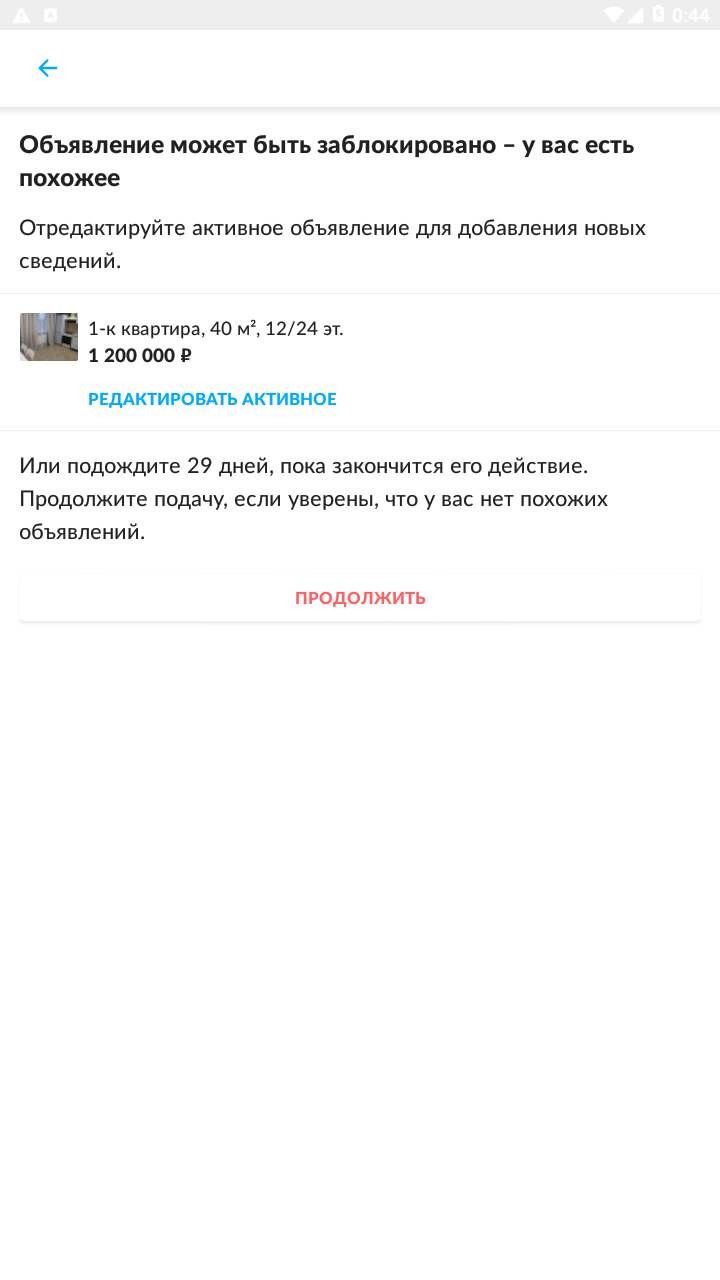 0:44
Объявление может быть заблокировано – у вас есть
похожее
Отредактируйте активное объявление для добавления новых
сведений.
1-к квартира, 40 м², 12/24 эт.
1 200 000 ₽
РЕДАКТИРОВАТЬ АКТИВНОЕ
Или подождите 29 дней, пока закончится его действие.
Продолжите подачу, если уверены, что у вас нет похожих
объявлений.
ПРОДОЛЖИТЬ